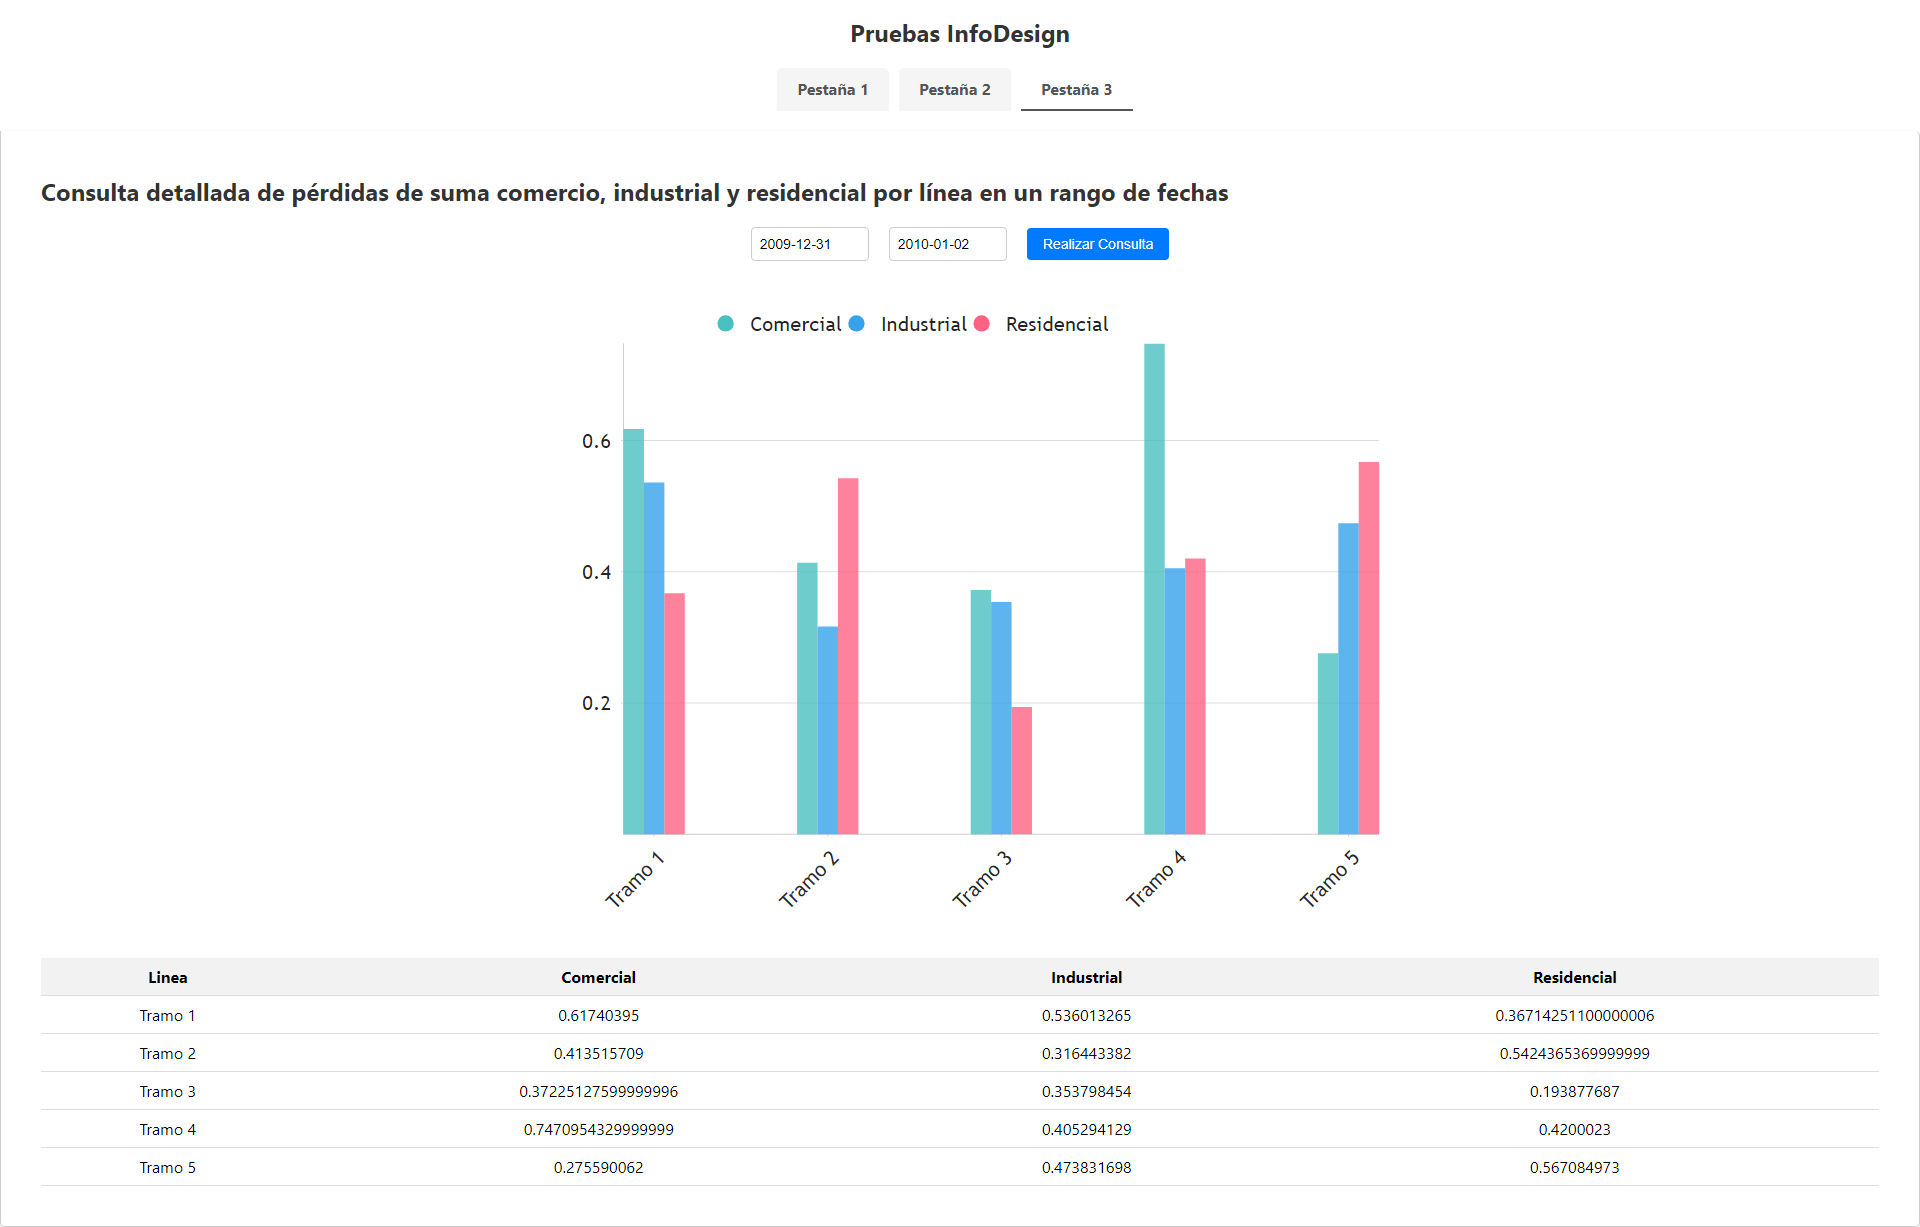 Pruebas InfoDesign
Pestaña 1 Pestaña 2 Pestaña 3
Consulta detallada de pérdidas de suma comercio, industrial y residencial por línea en un rango de fechas
2009-12-31 2010-01-02 Realizar Consulta
Comercial Industrial Residencial
0.6
0.4
0.2
Tramo 1 Tramo 2 Tramo 3 Tramo 4 Tramo 5
Linea Comercial Industrial Residencial
Tramo 1 0.61740395 0.536013265 0.36714251100000006
Tramo 2 0.413515709 0.316443382 0.5424365369999999
Tramo 3 0.37225127599999996 0.353798454 0.193877687
Tramo 4 0.7470954329999999 0.405294129 0.4200023
Tramo 5 0.275590062 0.473831698 0.567084973